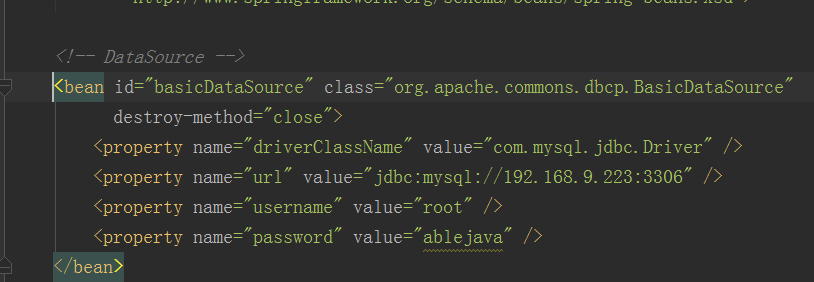 http://www.springframework.org/schema/beans/spring-beans.xsd">
<!-- DataSource -->
<bean id="basicDataSource" class="org.apache.commons.dbcp.BasicDataSource"
destroy-method="close">
<property name="driverClassName" value="com.mysql.jdbc.Driver" />
<property name="url" value="jdbc:mysql://192.168.9.223:3306" />
<property name="username" value="root" />
<property name="password" value="ablejava" />
</bean>